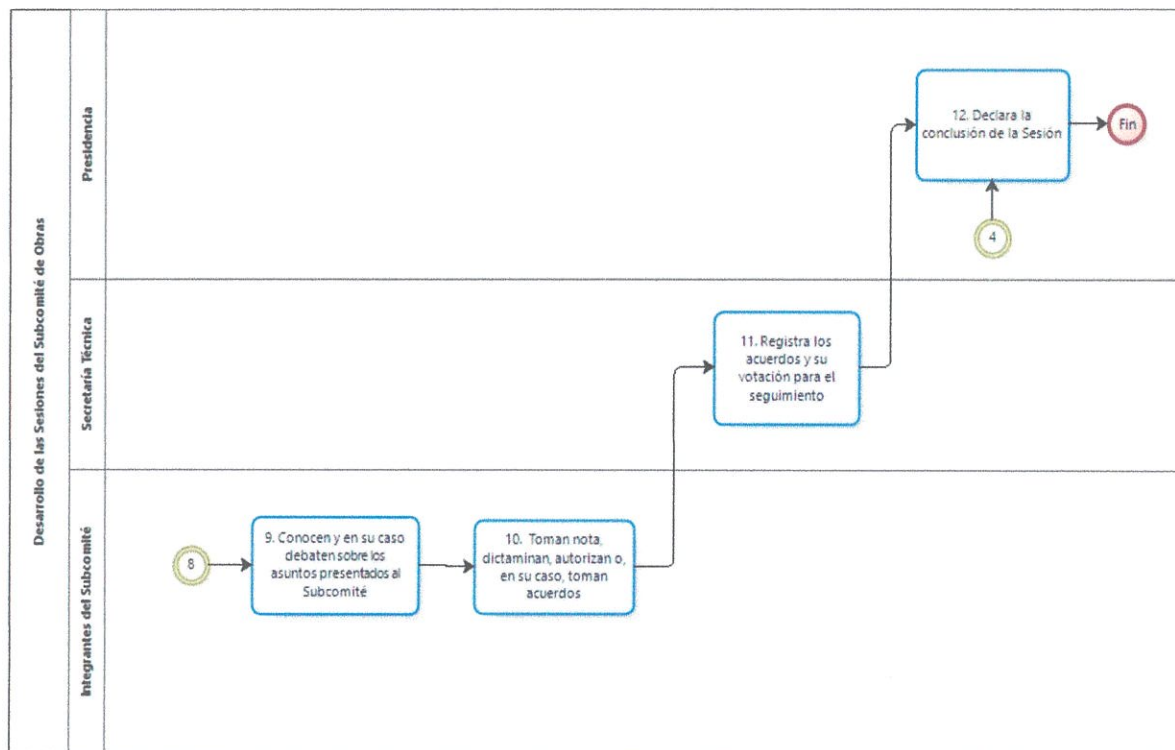 Desarrollo de las Sesiones del Subcomité de Obras
Presidencia
12. Declara la
conclusión de la Sesión
Fin
4
Secretaría Técnica
11. Registra los
acuerdos y su
votación para el
seguimiento
Integrantes del Subcomité
8
9. Conocen y en su caso
debaten sobre los
asuntos presentados al
Subcomité
10. Toman nota,
dictaminan, autorizan o,
en su caso, toman
acuerdos